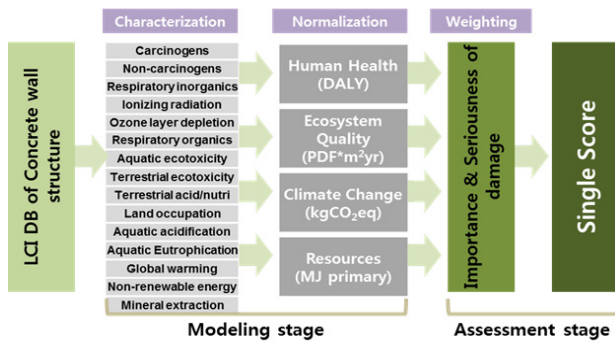 Characterization
Normalization
Weighting
LCI DB of Concrete wall
structure
Carcinogens
Non-carcinogens
Respiratory inorganics
Ionizing radiation
Ozone layer depletion
Respiratory organics
Aquatic ecotoxicity
Terrestrial ecotoxicity
Terrestrial acid/nutri
Land occupation
Aquatic acidification
Aquatic Eutrophication
Global warming
Non-renewable energy
Mineral extraction
Human Health
(DALY)
Ecosystem
Quality
(PDF*m²yr)
Climate Change
(kgCO₂eq)
Resources
(MJ primary)
Importance & Seriousness of
damage
Single Score
Modeling stage
Assessment stage